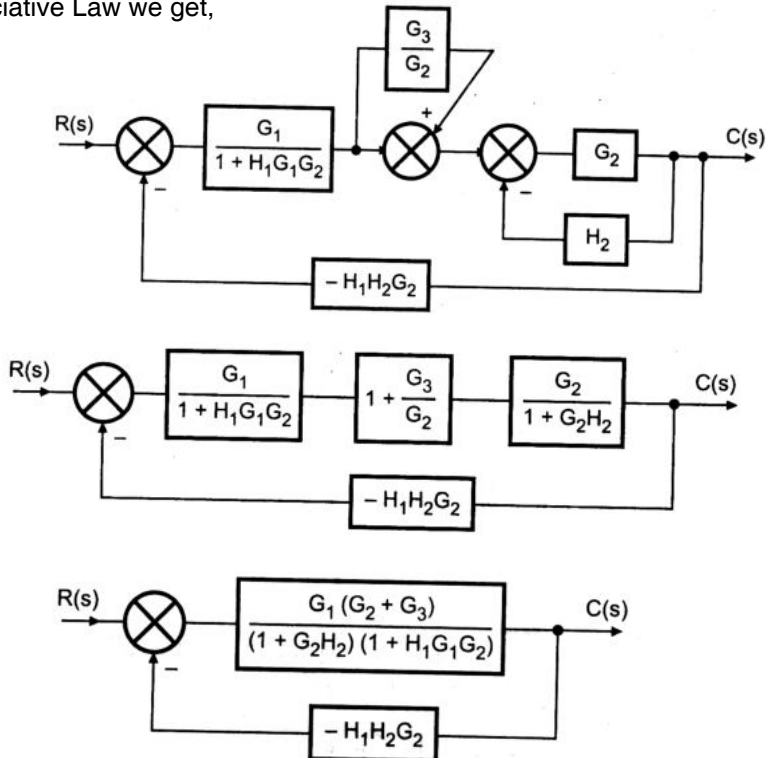 ciative Law we get,
G₃
G₂
+
R(s)
G₁
1 + H₁G₁G₂
G₂
C(s)
–
–
H₂
– H₁H₂G₂
R(s)
G₁
1 + H₁G₁G₂
1 + G₃
G₂
G₂
1 + G₂H₂
C(s)
–
– H₁H₂G₂
R(s)
G₁ (G₂ + G₃)
(1 + G₂H₂) (1 + H₁G₁G₂)
C(s)
–
– H₁H₂G₂